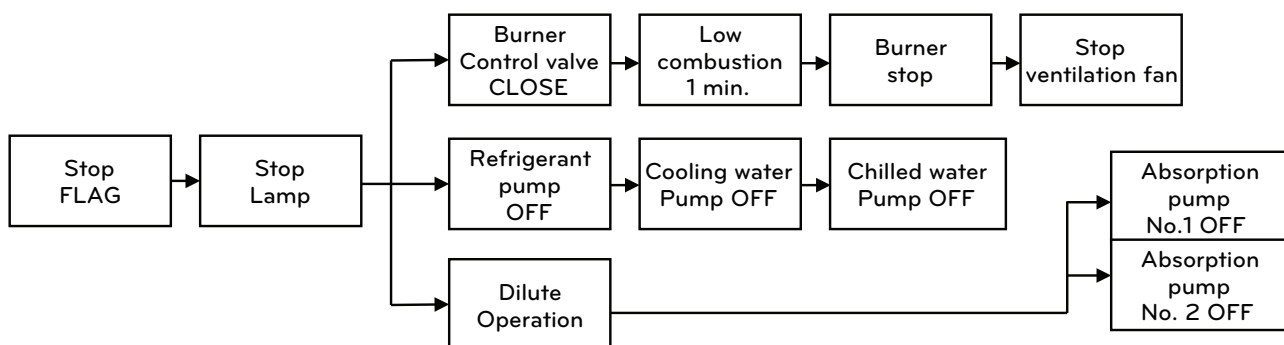 Burner
Control valve
CLOSE
Low
combustion
1 min.
Burner
stop
Stop
ventilation fan
Stop
FLAG
Stop
Lamp
Refrigerant
pump
OFF
Cooling water
Pump OFF
Chilled water
Pump OFF
Absorption
pump
No.1 OFF
Dilute
Operation
Absorption
pump
No. 2 OFF